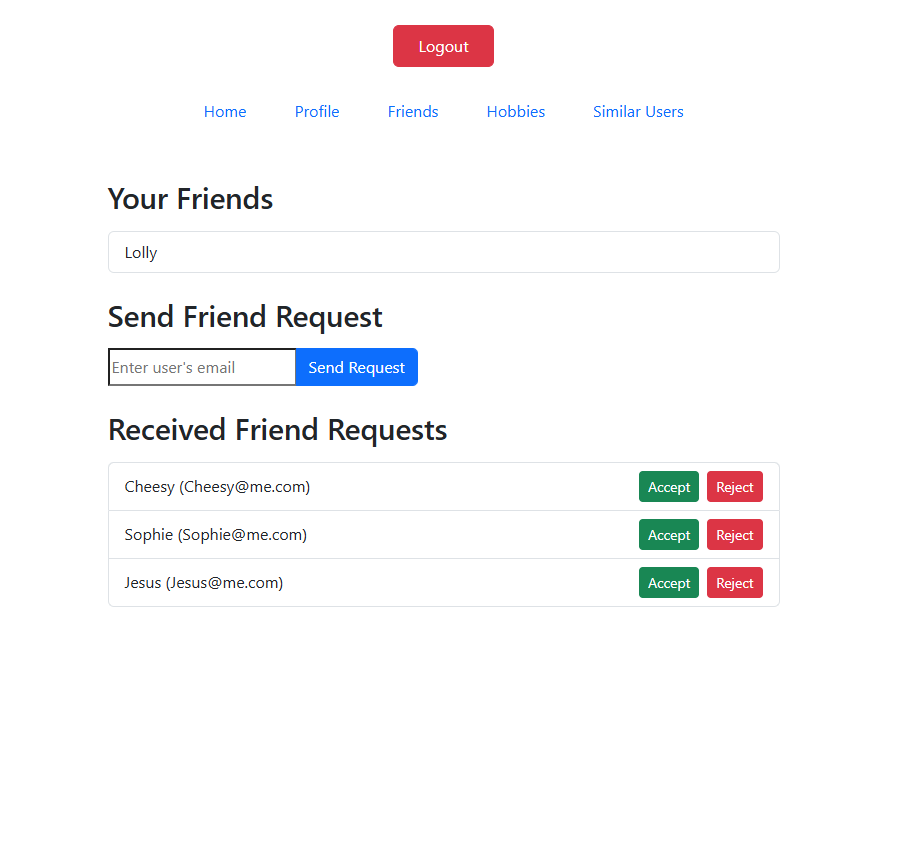 Logout
Home Profile Friends Hobbies Similar Users
Your Friends
Lolly
Send Friend Request
Enter user's email Send Request
Received Friend Requests
Cheesy (Cheesy@me.com) Accept Reject
Sophie (Sophie@me.com) Accept Reject
Jesus (Jesus@me.com) Accept Reject